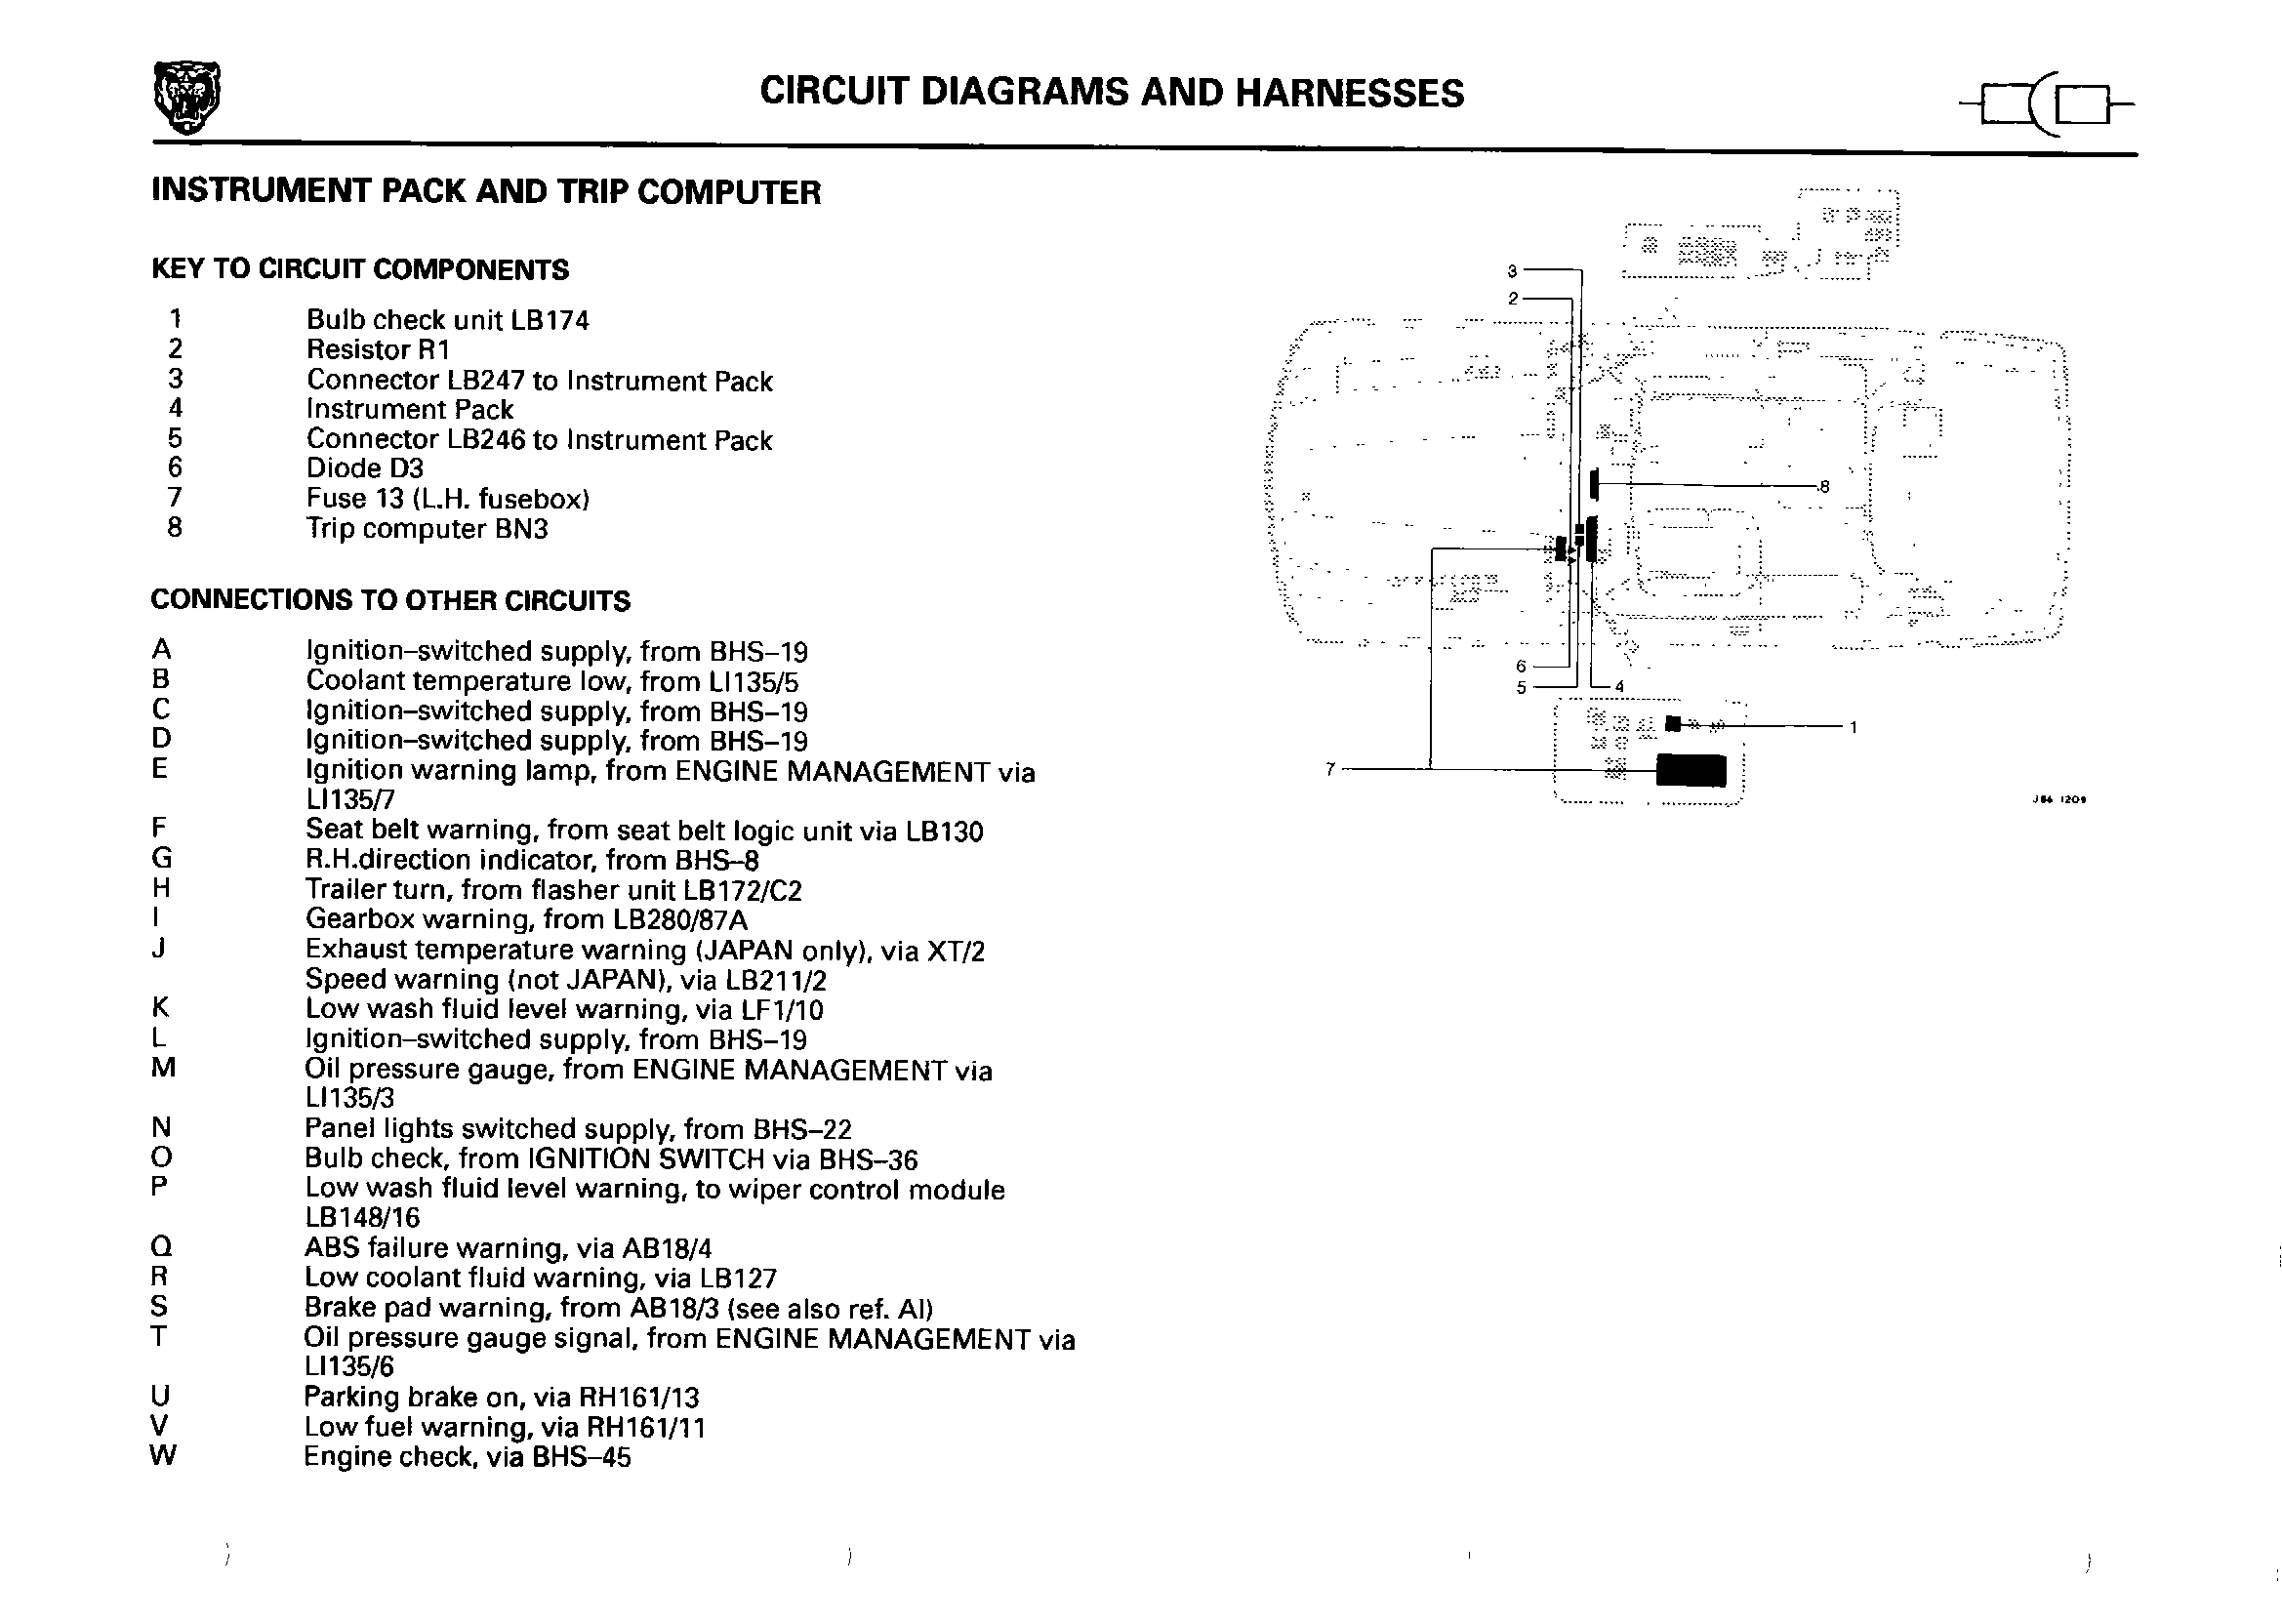 CIRCUIT DIAGRAMS AND HARNESSES
INSTRUMENT PACK AND TRIP COMPUTER
KEY TO CIRCUIT COMPONENTS
1 Bulb check unit LB174
2 Resistor R1
3 Connector LB247 to Instrument Pack
4 Instrument Pack
5 Connector LB246 to Instrument Pack
6 Diode D3
7 Fuse 13 (L.H. fusebox)
8 Trip computer BN3
CONNECTIONS TO OTHER CIRCUITS
A Ignition–switched supply, from BHS–19
B Coolant temperature low, from LI135/5
C Ignition–switched supply, from BHS–19
D Ignition–switched supply, from BHS–19
E Ignition warning lamp, from ENGINE MANAGEMENT via
LI135/7
F Seat belt warning, from seat belt logic unit via LB130
G R.H.direction indicator, from BHS–8
H Trailer turn, from flasher unit LB172/C2
I Gearbox warning, from LB280/87A
J Exhaust temperature warning (JAPAN only), via XT/2
Speed warning (not JAPAN), via LB211/2
K Low wash fluid level warning, via LF1/10
L Ignition–switched supply, from BHS–19
M Oil pressure gauge, from ENGINE MANAGEMENT via
LI135/3
N Panel lights switched supply, from BHS–22
O Bulb check, from IGNITION SWITCH via BHS–36
P Low wash fluid level warning, to wiper control module
LB148/16
Q ABS failure warning, via AB18/4
R Low coolant fluid warning, via LB127
S Brake pad warning, from AB18/3 (see also ref. AI)
T Oil pressure gauge signal, from ENGINE MANAGEMENT via
LI135/6
U Parking brake on, via RH161/13
V Low fuel warning, via RH161/11
W Engine check, via BHS–45
3
2
8
6
5
4
1
7
J86 1209